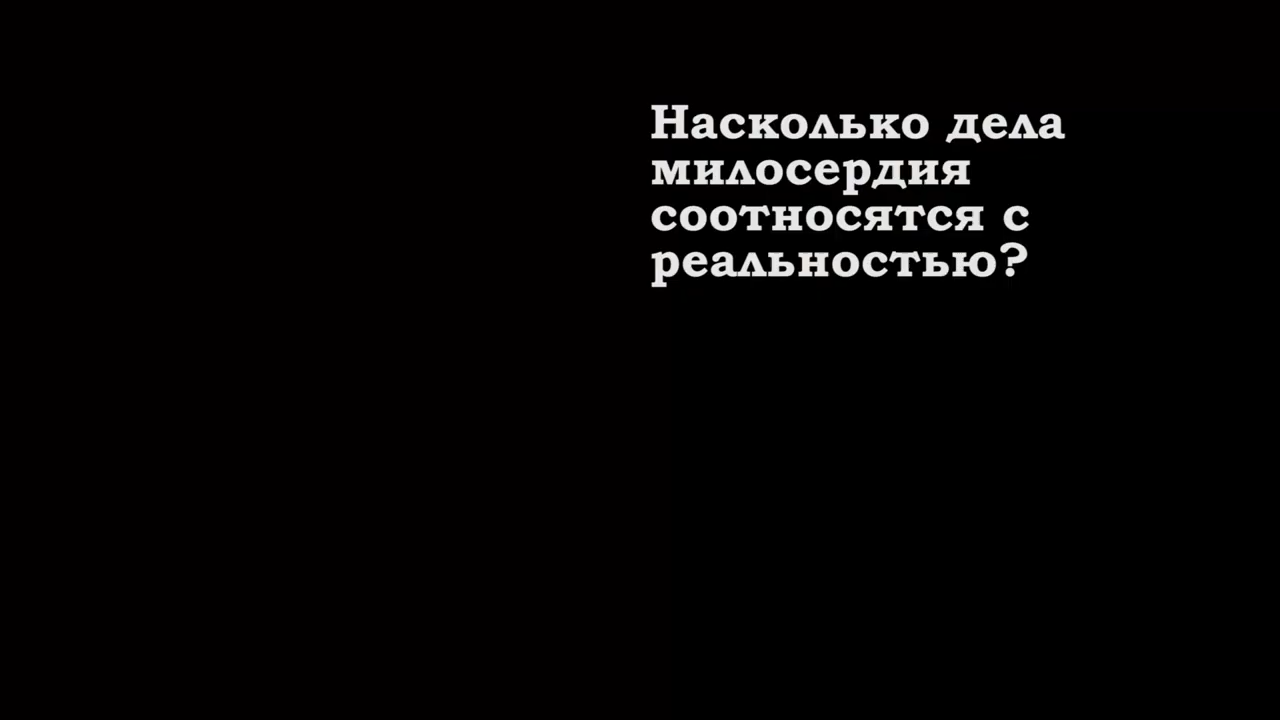 Насколько дела
милосердия
соотносятся с
реальностью?